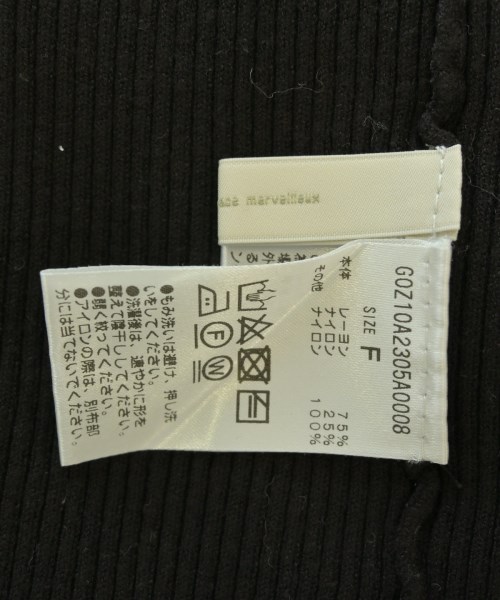 G0Z10A2305A0008
SIZE F
本体 レーヨン 75%
ナイロン 25%
その他 ナイロン 100%
F W
●もみ洗いは避け、押し洗
いをしてください。
●洗濯後は、速やかに形を
整えて陰干ししてください。
●弱く絞ってください。
●アイロンの際は、別布部
分には当てないでください。
merveilleux